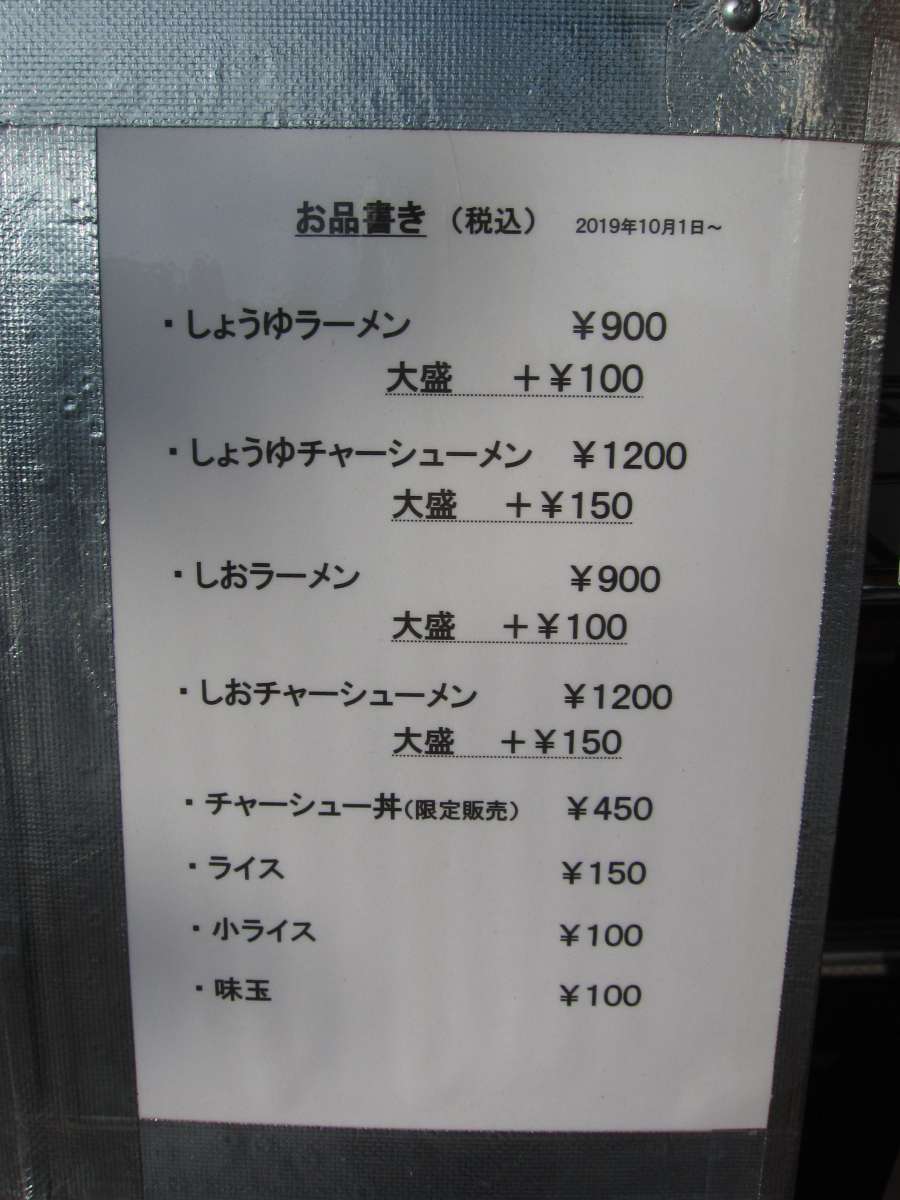 お品書き （税込） 2019年10月1日～
・しょうゆラーメン ￥900
大盛 ＋￥100
・しょうゆチャーシューメン ￥1200
大盛 ＋￥150
・しおラーメン ￥900
大盛 ＋￥100
・しおチャーシューメン ￥1200
大盛 ＋￥150
・チャーシュー丼（限定販売） ￥450
・ライス ￥150
・小ライス ￥100
・味玉 ￥100